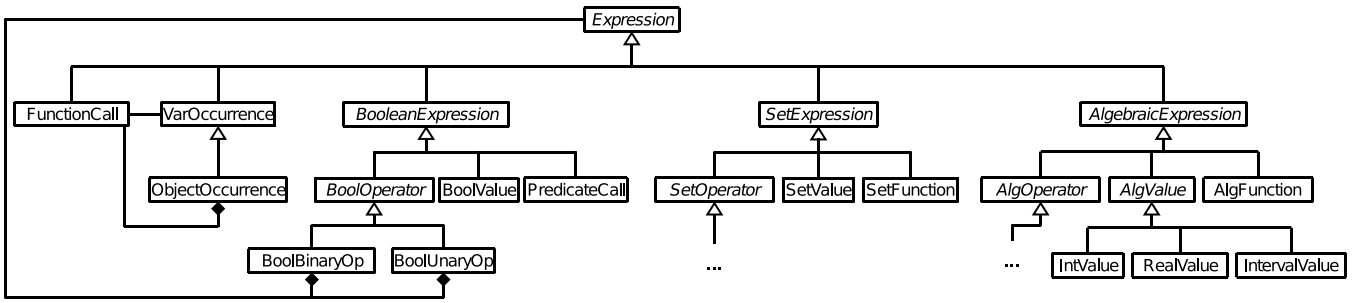 Expression
FunctionCall VarOccurrence BooleanExpression SetExpression AlgebraicExpression
ObjectOccurrence BoolOperator BoolValue PredicateCall SetOperator SetValue SetFunction AlgOperator AlgValue AlgFunction
BoolBinaryOp BoolUnaryOp ... ... IntValue RealValue IntervalValue